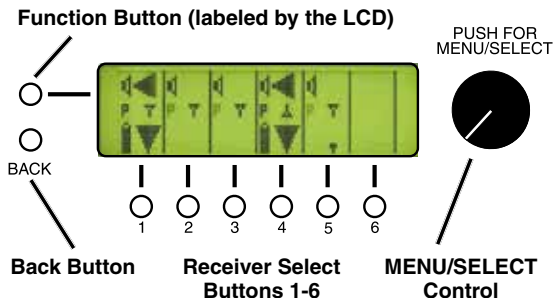 Function Button (labeled by the LCD)
PUSH FOR
MENU/SELECT
P P P P P
BACK
1 2 3 4 5 6
Back Button
Receiver Select
Buttons 1-6
MENU/SELECT
Control